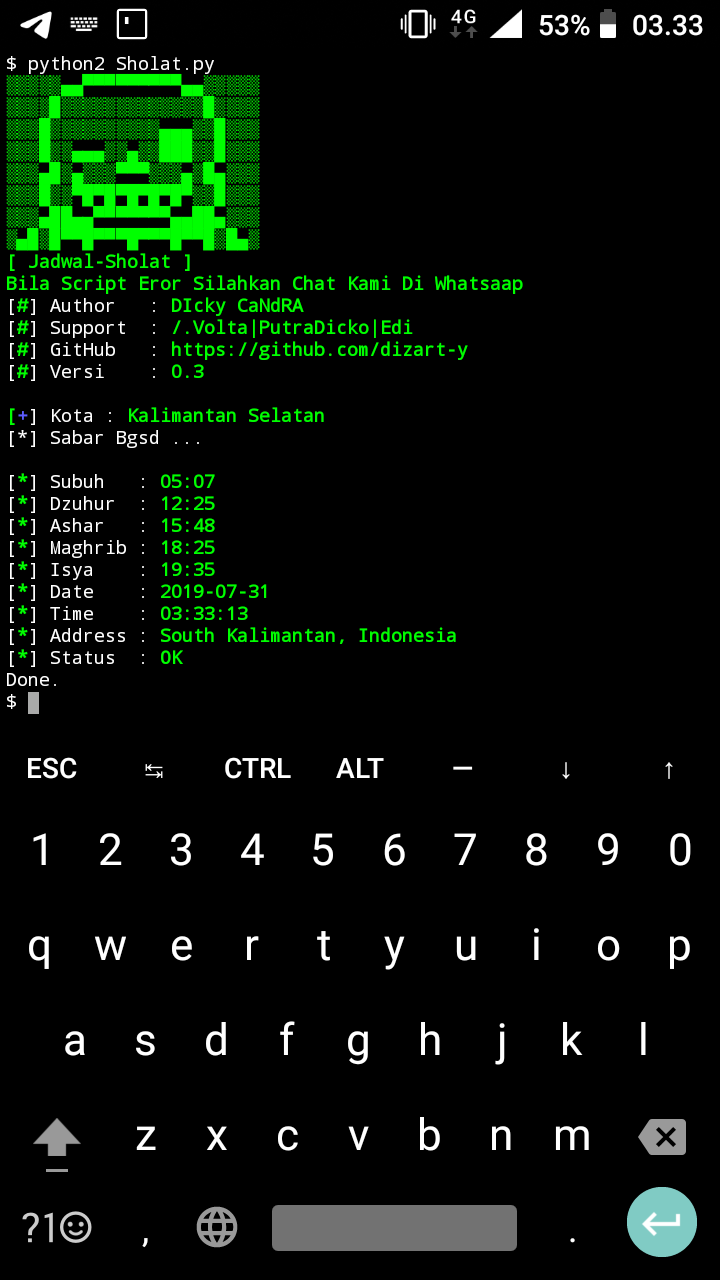 4G 53% 03.33
$ python2 Sholat.py
[ Jadwal-Sholat ]
Bila Script Eror Silahkan Chat Kami Di Whatsaap
[#] Author : DIcky CaNdRA
[#] Support : /.Volta|PutraDicko|Edi
[#] GitHub : https://github.com/dizart-y
[#] Versi : 0.3
[+] Kota : Kalimantan Selatan
[*] Sabar Bgsd ...
[*] Subuh : 05:07
[*] Dzuhur : 12:25
[*] Ashar : 15:48
[*] Maghrib : 18:25
[*] Isya : 19:35
[*] Date : 2019-07-31
[*] Time : 03:33:13
[*] Address : South Kalimantan, Indonesia
[*] Status : OK
Done.
$
ESC ↹ CTRL ALT — ↓ ↑
1 2 3 4 5 6 7 8 9 0
q w e r t y u i o p
a s d f g h j k l
z x c v b n m
?1☺ , .